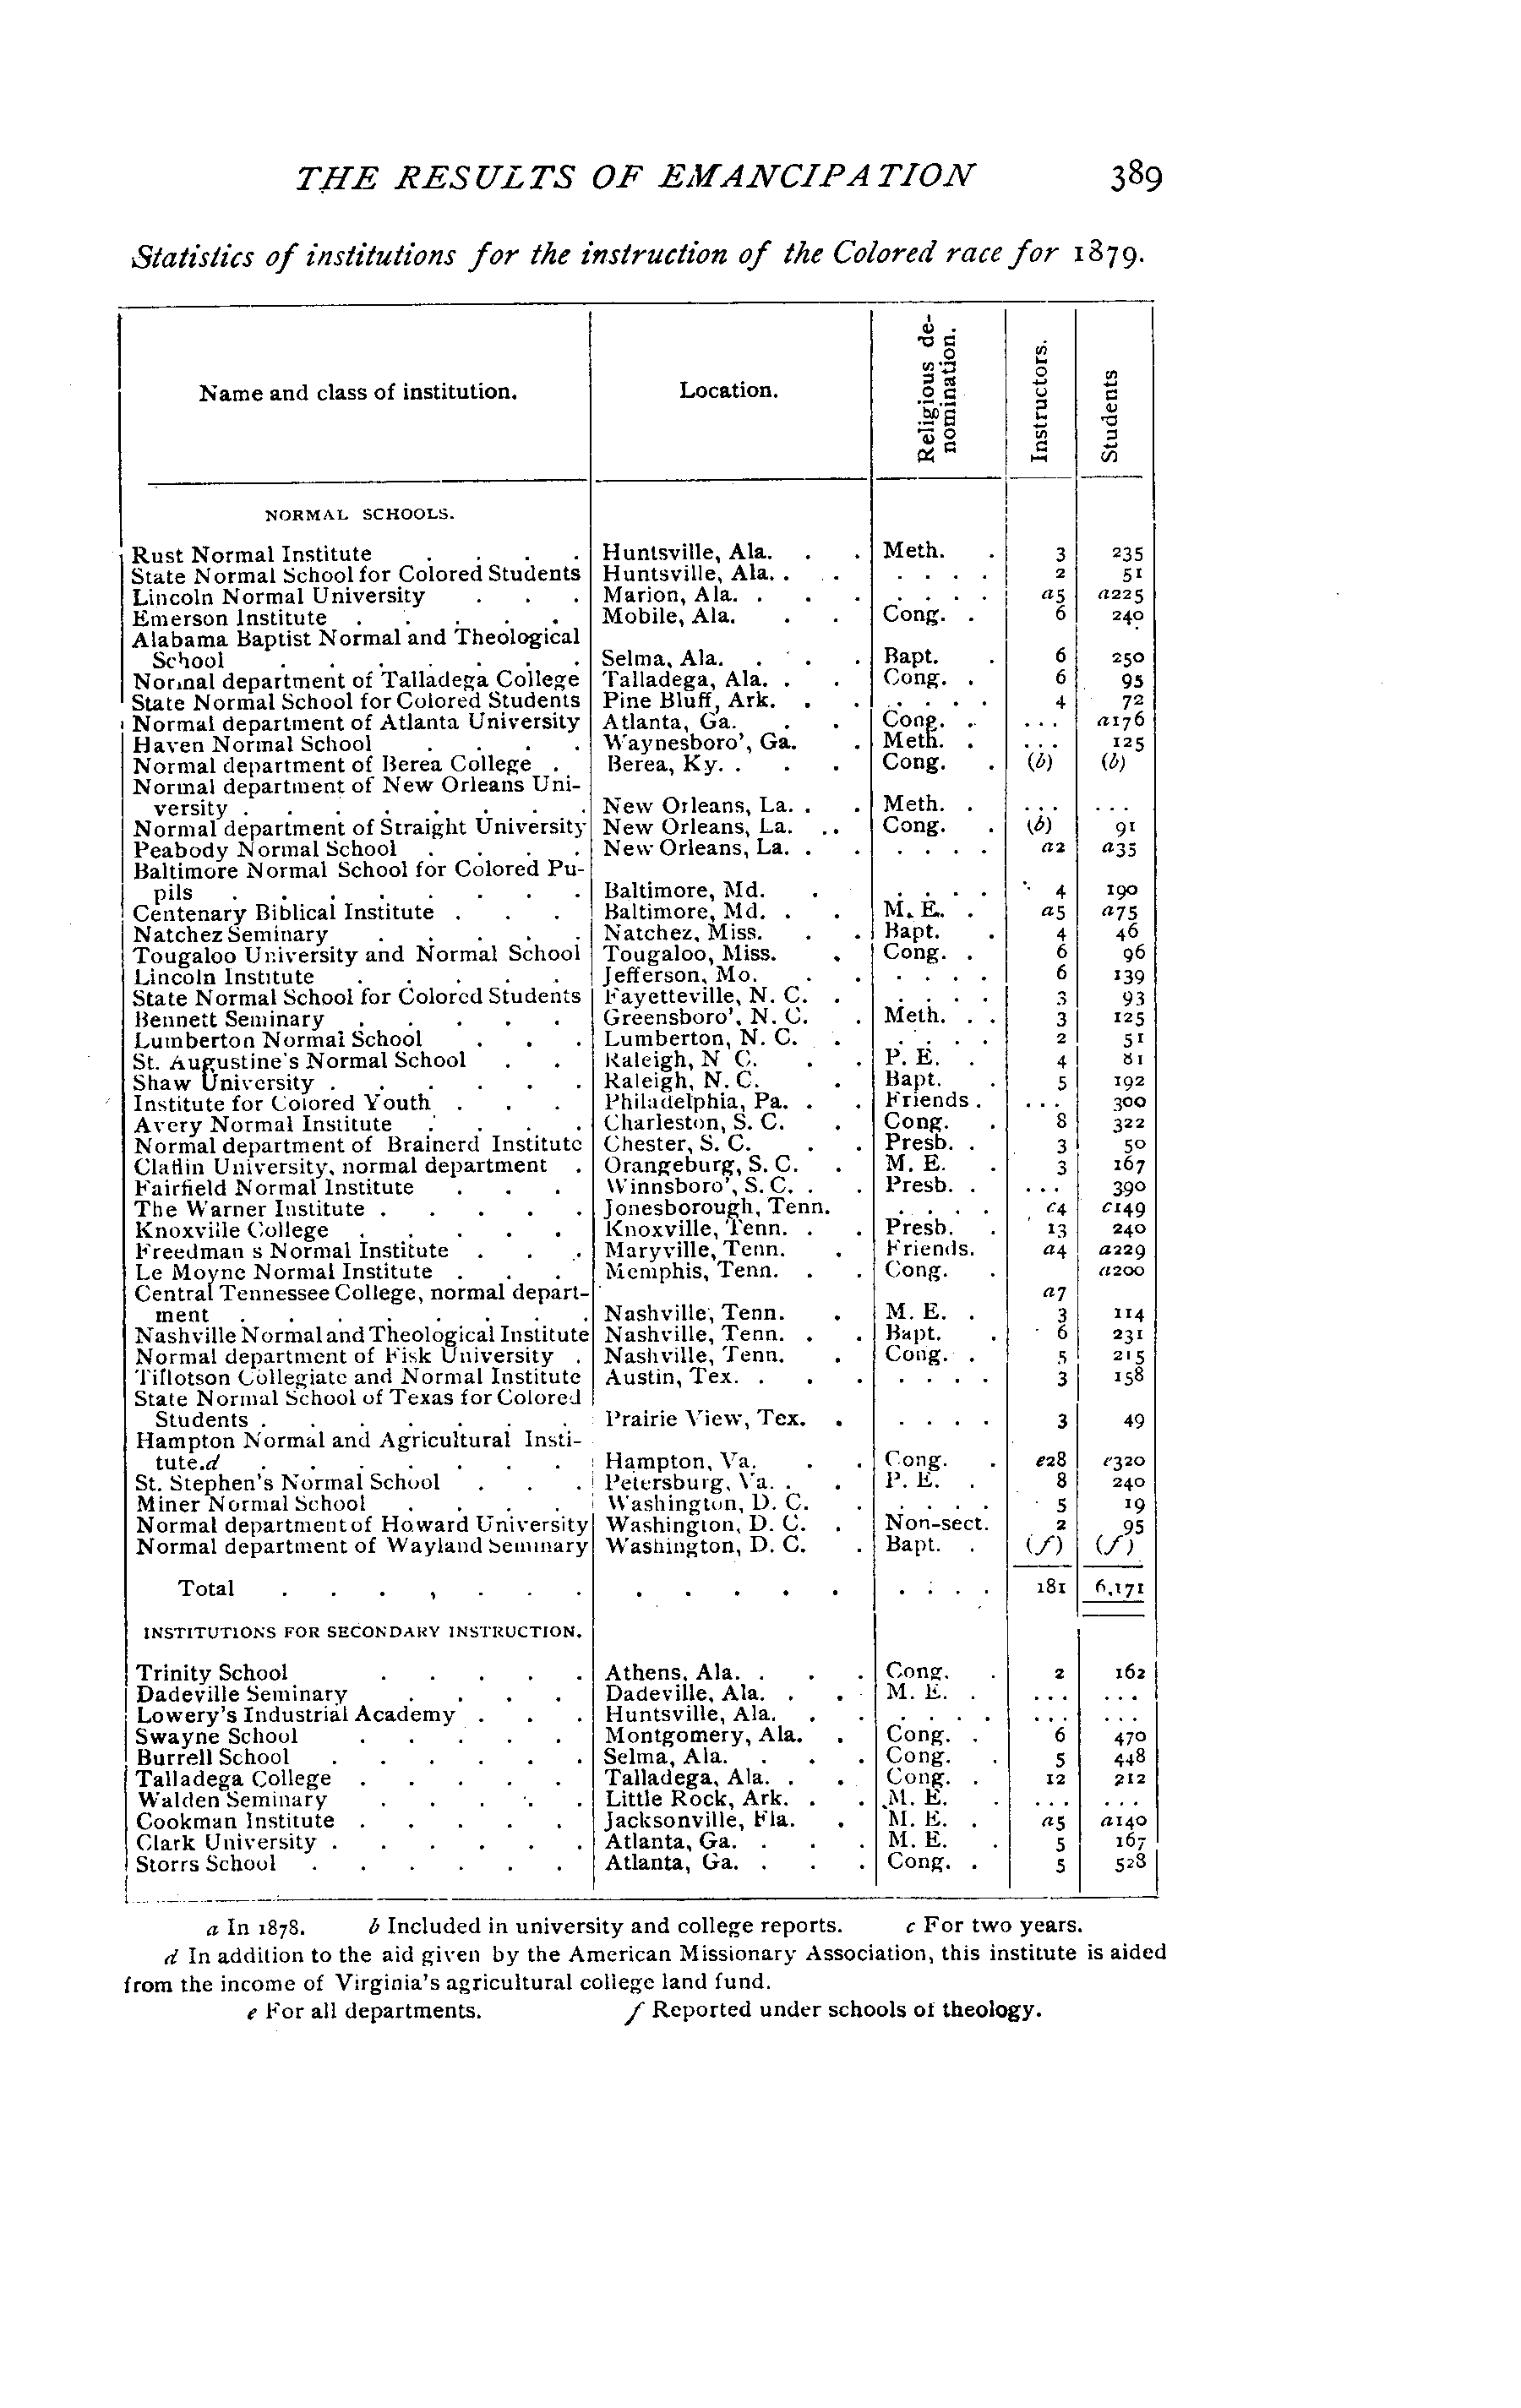 THE RESULTS OF EMANCIPATION 389
Statistics of institutions for the instruction of the Colored race for 1879.
Name and class of institution. Location. Religious de-nomination. Instructors. Students
NORMAL SCHOOLS.
Rust Normal Institute . . . . Huntsville, Ala. . . Meth. . 3 235
State Normal School for Colored Students Huntsville, Ala. . . . . . . 2 51
Lincoln Normal University . . . Marion, Ala. . . . . . . . a5 a225
Emerson Institute . . . . . Mobile, Ala. . . Cong. . 6 240
Alabama Baptist Normal and Theological
School . . . . . . . Selma, Ala. . . . Bapt. . 6 250
Normal department of Talladega College Talladega, Ala. . . Cong. . 6 95
State Normal School for Colored Students Pine Bluff, Ark. . . . . . . 4 72
Normal department of Atlanta University Atlanta, Ga. . . Cong. . ... a176
Haven Normal School . . . . Waynesboro', Ga. . Meth. . ... 125
Normal department of Berea College . Berea, Ky. . . . Cong. . (b) (b)
Normal department of New Orleans Uni-
versity . . . . . . . . New Orleans, La. . . Meth. . ... ...
Normal department of Straight University New Orleans, La. .. Cong. . (b) 91
Peabody Normal School . . . . New Orleans, La. . . . . . . a2 a35
Baltimore Normal School for Colored Pu-
pils . . . . . . . . Baltimore, Md. . . . . . 4 190
Centenary Biblical Institute . . . Baltimore, Md. . . M. E. . a5 a75
Natchez Seminary . . . . . Natchez, Miss. . . Bapt. . 4 46
Tougaloo University and Normal School Tougaloo, Miss. . Cong. . 6 96
Lincoln Institute . . . . . Jefferson, Mo. . . . . . . 6 139
State Normal School for Colored Students Fayetteville, N. C. . . . . . 3 93
Bennett Seminary . . . . . Greensboro', N. C. . Meth. . . 3 125
Lumberton Normal School . . . Lumberton, N. C. . . . . . 2 51
St. Augustine's Normal School . . Raleigh, N C. . . P. E. . 4 81
Shaw University . . . . . . Raleigh, N. C. . Bapt. . 5 192
Institute for Colored Youth . . . Philadelphia, Pa. . . Friends . ... 300
Avery Normal Institute . . . . Charleston, S. C. . Cong. . 8 322
Normal department of Brainerd Institute Chester, S. C. . . Presb. . 3 50
Claflin University, normal department . Orangeburg, S. C. . M. E. . 3 167
Fairfield Normal Institute . . . Winnsboro', S. C. . . Presb. . ... 390
The Warner Institute . . . . . Jonesborough, Tenn. . . . . c4 c149
Knoxville College . . . . . Knoxville, Tenn. . . Presb. . 13 240
Freedman s Normal Institute . . . Maryville, Tenn. . Friends. a4 a229
Le Moyne Normal Institute . . . Memphis, Tenn. . . Cong. . a200
Central Tennessee College, normal depart- a7
ment . . . . . . . . Nashville, Tenn. . M. E. . 3 114
Nashville Normal and Theological Institute Nashville, Tenn. . . Bapt. . 6 231
Normal department of Fisk University . Nashville, Tenn. . Cong. . 5 215
Tillotson Collegiate and Normal Institute Austin, Tex. . . . . . . . 3 158
State Normal School of Texas for Colored
Students . . . . . . . Prairie View, Tex. . . . . . 3 49
Hampton Normal and Agricultural Insti-
tute.d . . . . . . . Hampton, Va. . . Cong. . e28 e320
St. Stephen's Normal School . . . Petersburg, Va. . . P. E. . 8 240
Miner Normal School . . . . Washington, D. C. . . . . . 5 19
Normal department of Howard University Washington, D. C. . Non-sect. 2 95
Normal department of Wayland Seminary Washington, D. C. . Bapt. . (f) (f)
Total . . . , . . . . . . . . . . . . 181 6,171
INSTITUTIONS FOR SECONDARY INSTRUCTION.
Trinity School . . . . . Athens, Ala. . . . Cong. . 2 162
Dadeville Seminary . . . . Dadeville, Ala. . . M. E. . ... ...
Lowery's Industrial Academy . . . Huntsville, Ala. . . . . . . ... ...
Swayne School . . . . . Montgomery, Ala. . Cong. . 6 470
Burrell School . . . . . . Selma, Ala. . . . Cong. . 5 448
Talladega College . . . . . Talladega, Ala. . . Cong. . 12 212
Walden Seminary . . . . . Little Rock, Ark. . . M. E. . ... ...
Cookman Institute . . . . . Jacksonville, Fla. . M. E. . a5 a140
Clark University . . . . . . Atlanta, Ga. . . . M. E. . 5 167
Storrs School . . . . . . Atlanta, Ga. . . . Cong. . 5 528
a In 1878. b Included in university and college reports. c For two years.
d In addition to the aid given by the American Missionary Association, this institute is aided
from the income of Virginia's agricultural college land fund.
e For all departments. f Reported under schools of theology.